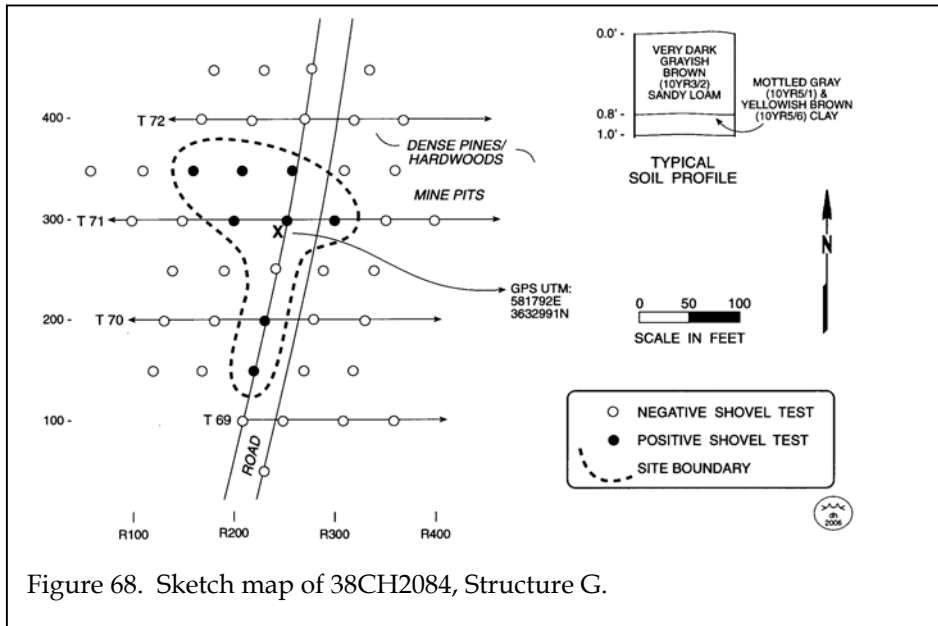 0.0' -
VERY DARK
GRAYISH
BROWN
(10YR3/2)
SANDY LOAM
MOTTLED GRAY
(10YR5/1) &
YELLOWISH BROWN
(10YR5/6) CLAY
0.8' -
1.0' -
TYPICAL
SOIL PROFILE
400 -
T 72
DENSE PINES/
HARDWOODS
MINE PITS
300 -
T 71
X
N
GPS UTM:
581792E
3632991N
0 50 100
SCALE IN FEET
200 -
T 70
100 -
T 69
ROAD
NEGATIVE SHOVEL TEST
POSITIVE SHOVEL TEST
SITE BOUNDARY
dh
2006
R100 R200 R300 R400
Figure 68. Sketch map of 38CH2084, Structure G.